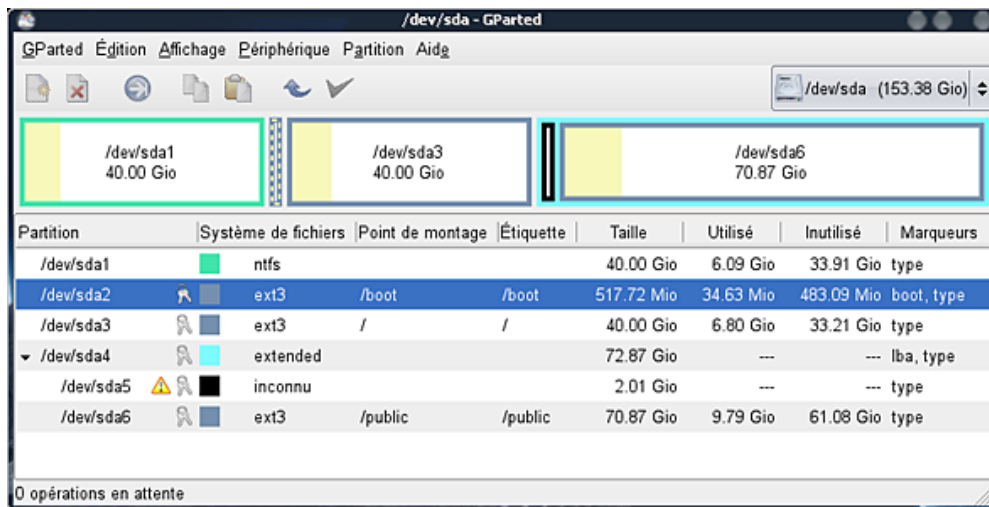 /dev/sda - GParted
GParted Édition Affichage Périphérique Partition Aide
/dev/sda (153.38 Gio)
/dev/sda1
40.00 Gio
/dev/sda3
40.00 Gio
/dev/sda6
70.87 Gio
Partition Système de fichiers Point de montage Étiquette Taille Utilisé Inutilisé Marqueurs
/dev/sda1 ntfs 40.00 Gio 6.09 Gio 33.91 Gio type
/dev/sda2 ext3 /boot /boot 517.72 Mio 34.63 Mio 483.09 Mio boot, type
/dev/sda3 ext3 / / 40.00 Gio 6.80 Gio 33.21 Gio type
/dev/sda4 extended 72.87 Gio --- --- lba, type
/dev/sda5 inconnu 2.01 Gio --- --- type
/dev/sda6 ext3 /public /public 70.87 Gio 9.79 Gio 61.08 Gio type
0 opérations en attente